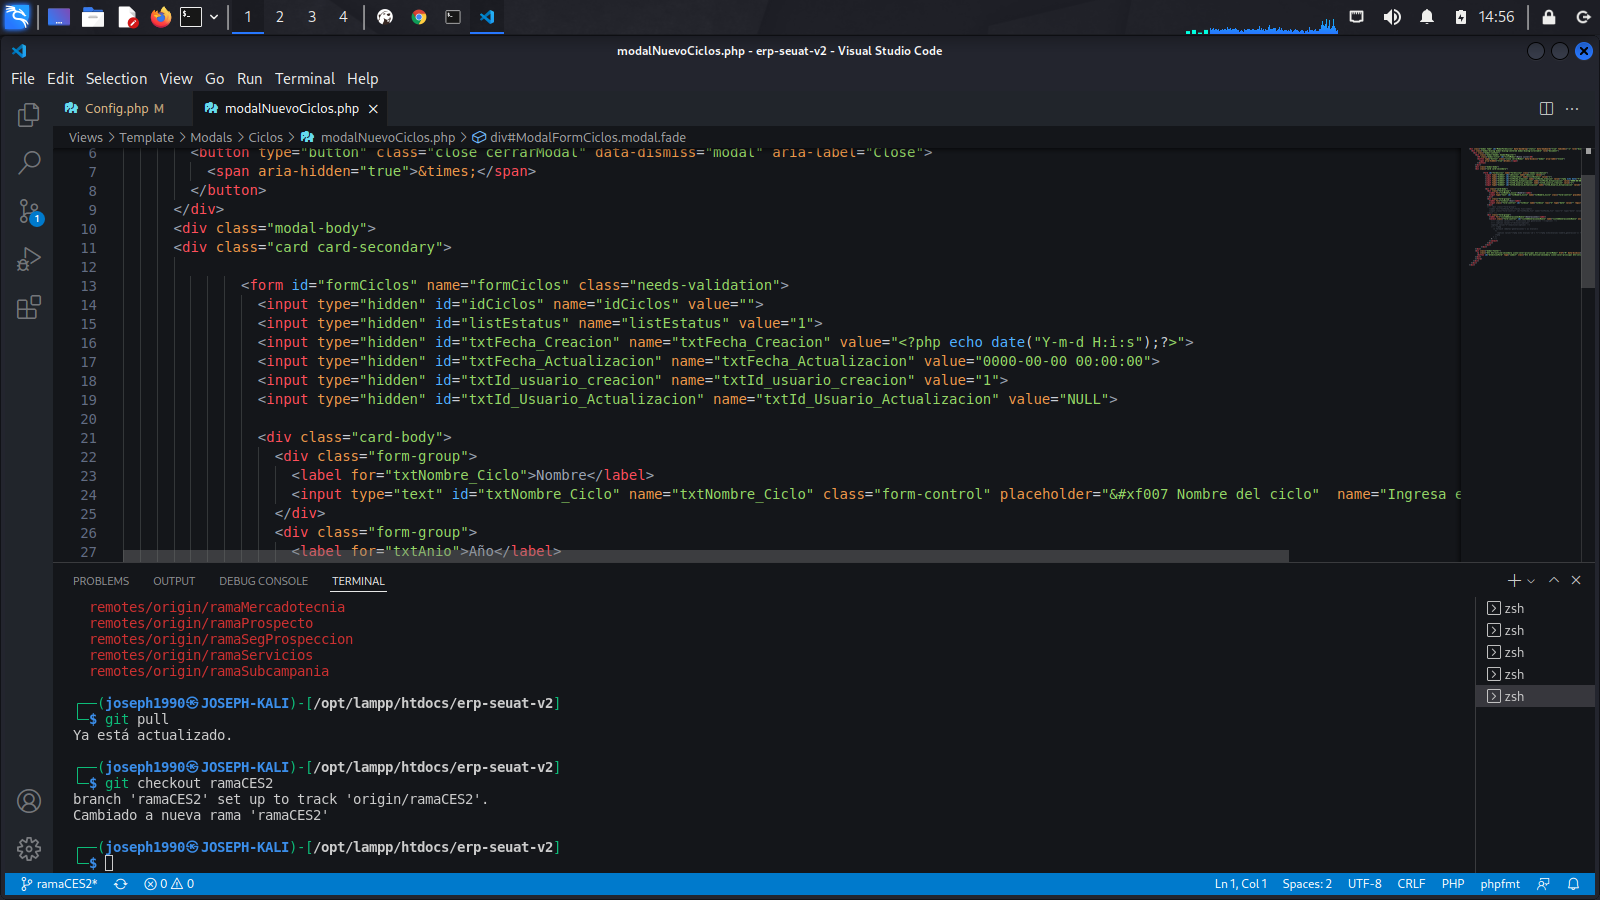 1 2 3 4 14:56
modalNuevoCiclos.php - erp-seuat-v2 - Visual Studio Code
File Edit Selection View Go Run Terminal Help
Config.php M modalNuevoCiclos.php
Views > Template > Modals > Ciclos > modalNuevoCiclos.php > div#ModalFormCiclos.modal.fade
6 <button type="button" class="close cerrarModal" data-dismiss="modal" aria-label="Close">
7 <span aria-hidden="true">&times;</span>
8 </button>
9 </div>
10 <div class="modal-body">
11 <div class="card card-secondary">
12
13 <form id="formCiclos" name="formCiclos" class="needs-validation">
14 <input type="hidden" id="idCiclos" name="idCiclos" value="">
15 <input type="hidden" id="listEstatus" name="listEstatus" value="1">
16 <input type="hidden" id="txtFecha_Creacion" name="txtFecha_Creacion" value="<?php echo date("Y-m-d H:i:s");?>">
17 <input type="hidden" id="txtFecha_Actualizacion" name="txtFecha_Actualizacion" value="0000-00-00 00:00:00">
18 <input type="hidden" id="txtId_usuario_creacion" name="txtId_usuario_creacion" value="1">
19 <input type="hidden" id="txtId_Usuario_Actualizacion" name="txtId_Usuario_Actualizacion" value="NULL">
20
21 <div class="card-body">
22 <div class="form-group">
23 <label for="txtNombre_Ciclo">Nombre</label>
24 <input type="text" id="txtNombre_Ciclo" name="txtNombre_Ciclo" class="form-control" placeholder="&#xf007 Nombre del ciclo"  name="Ingresa e
25 </div>
26 <div class="form-group">
27 <label for="txtAnio">Año</label>
1
PROBLEMS OUTPUT DEBUG CONSOLE TERMINAL
remotes/origin/ramaMercadotecnia
remotes/origin/ramaProspecto
remotes/origin/ramaSegProspeccion
remotes/origin/ramaServicios
remotes/origin/ramaSubcampania
zsh
zsh
zsh
zsh
zsh
┌──(joseph1990㉿JOSEPH-KALI)-[/opt/lampp/htdocs/erp-seuat-v2]
└─$ git pull
Ya está actualizado.
┌──(joseph1990㉿JOSEPH-KALI)-[/opt/lampp/htdocs/erp-seuat-v2]
└─$ git checkout ramaCES2
branch 'ramaCES2' set up to track 'origin/ramaCES2'.
Cambiado a nueva rama 'ramaCES2'
┌──(joseph1990㉿JOSEPH-KALI)-[/opt/lampp/htdocs/erp-seuat-v2]
└─$
ramaCES2* 0 0 Ln 1, Col 1 Spaces: 2 UTF-8 CRLF PHP phpfmt